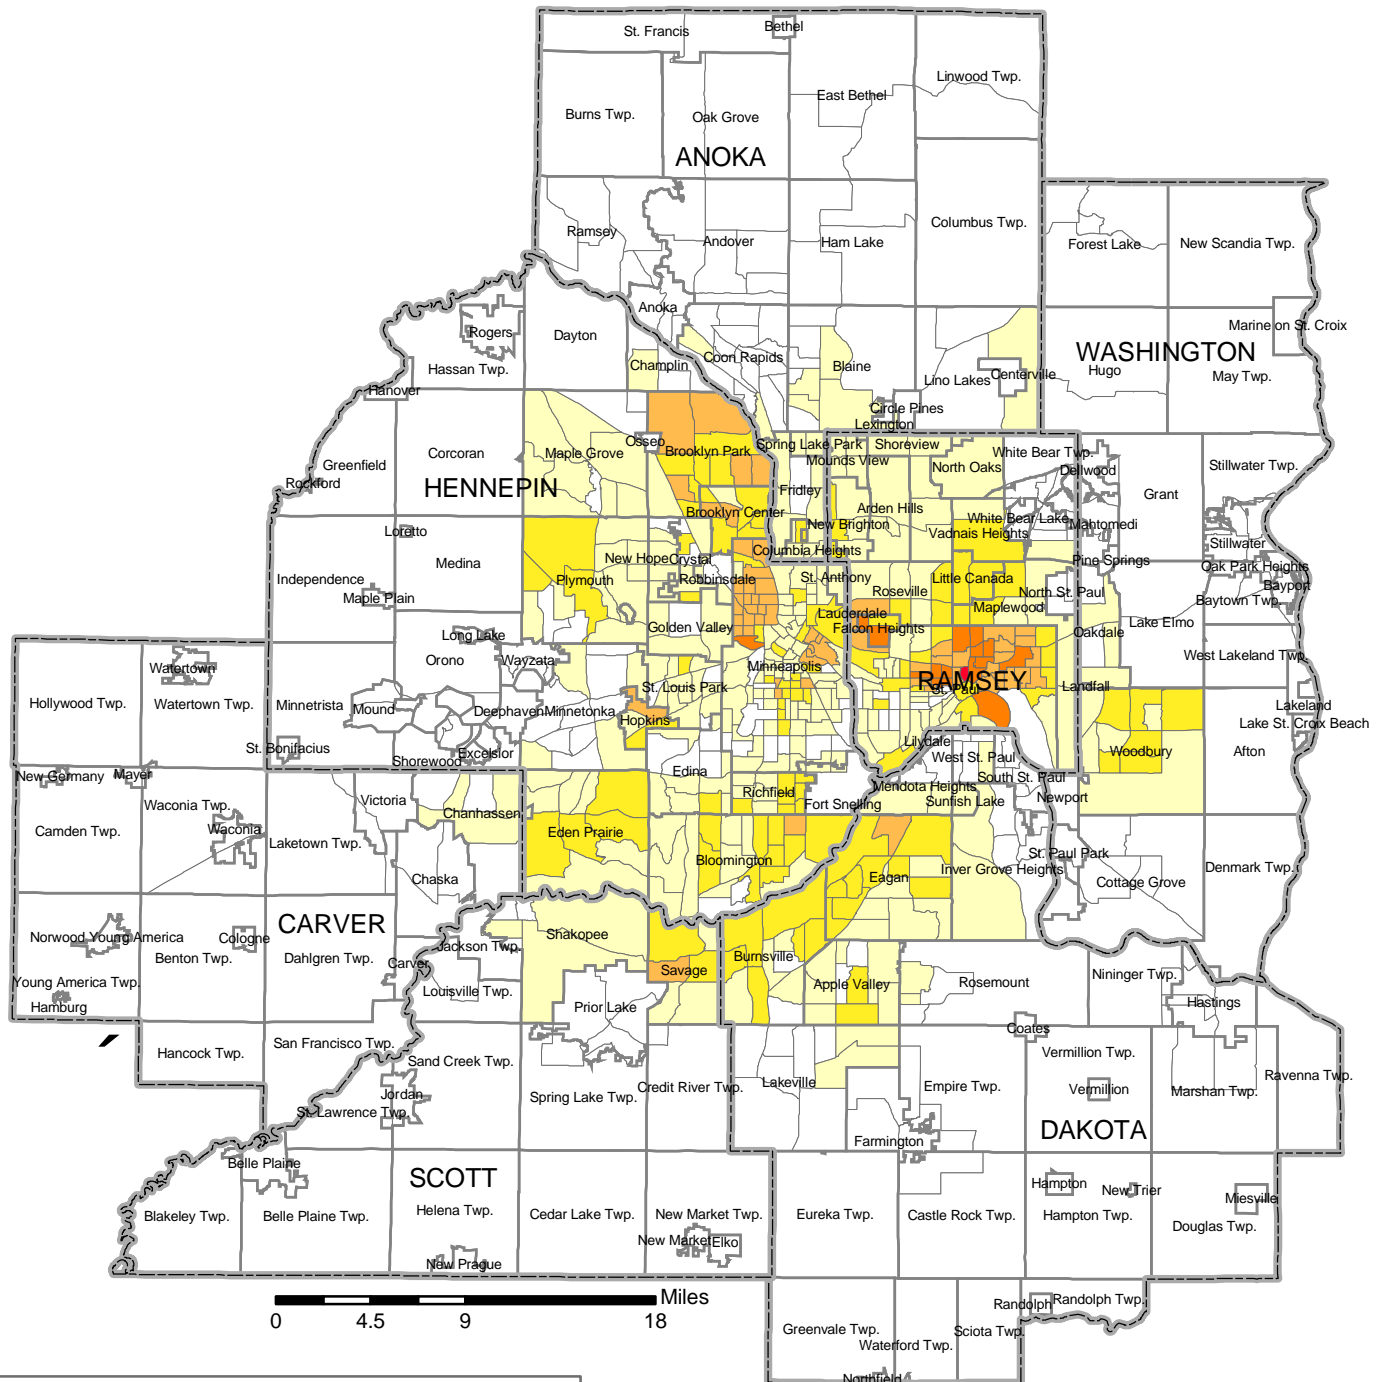 St. Francis
Bethel
Linwood Twp.
East Bethel
Burns Twp.
Oak Grove
ANOKA
Columbus Twp.
Ramsey
Andover
Ham Lake
Forest Lake
New Scandia Twp.
Anoka
Rogers
Dayton
Marine on St. Croix
WASHINGTON
Coon Rapids
Champlin
Blaine
Hassan Twp.
Hugo
May Twp.
Lino Lakes
Centerville
Hanover
Circle Pines
Lexington
Osseo
Spring Lake Park
Shoreview
Corcoran
Maple Grove
Brooklyn Park
White Bear Twp.
Mounds View
Greenfield
North Oaks
Dellwood
Stillwater Twp.
Rockford
HENNEPIN
Fridley
Grant
Arden Hills
Brooklyn Center
White Bear Lake
Mahtomedi
New Brighton
Loretto
Vadnais Heights
Stillwater
Columbia Heights
New Hope
Crystal
Pine Springs
Medina
Oak Park Heights
Independence
Plymouth
Robbinsdale
St. Anthony
Little Canada
Bayport
Roseville
North St. Paul
Maple Plain
Baytown Twp.
Maplewood
Lauderdale
Lake Elmo
Golden Valley
Falcon Heights
Oakdale
Long Lake
Orono
Wayzata
West Lakeland Twp.
Watertown
Minneapolis
RAMSEY
St. Louis Park
St. Paul
Landfall
Hollywood Twp.
Watertown Twp.
Minnetrista
Mound
Deephaven
Minnetonka
Lakeland
Hopkins
Lake St. Croix Beach
Lilydale
St. Bonifacius
Excelsior
Woodbury
Afton
Shorewood
West St. Paul
Edina
New Germany
Mayer
South St. Paul
Mendota Heights
Richfield
Victoria
Waconia Twp.
Fort Snelling
Sunfish Lake
Newport
Chanhassen
Camden Twp.
Waconia
Laketown Twp.
Eden Prairie
St. Paul Park
Bloomington
Inver Grove Heights
Denmark Twp.
Chaska
Eagan
Cottage Grove
CARVER
Norwood Young America
Cologne
Shakopee
Jackson Twp.
Benton Twp.
Dahlgren Twp.
Burnsville
Carver
Savage
Nininger Twp.
Young America Twp.
Louisville Twp.
Apple Valley
Rosemount
Hamburg
Prior Lake
Hastings
Coates
Hancock Twp.
San Francisco Twp.
Sand Creek Twp.
Vermillion Twp.
Ravenna Twp.
Lakeville
Credit River Twp.
Empire Twp.
Vermillion
Marshan Twp.
Jordan
Spring Lake Twp.
St. Lawrence Twp.
DAKOTA
Farmington
Belle Plaine
SCOTT
Hampton
New Trier
Miesville
Blakeley Twp.
Belle Plaine Twp.
Helena Twp.
Cedar Lake Twp.
New Market Twp.
Eureka Twp.
Castle Rock Twp.
Hampton Twp.
Douglas Twp.
New Market
Elko
New Prague
Miles
0 4.5 9 18
Randolph
Randolph Twp.
Greenvale Twp.
Sciota Twp.
Waterford Twp.
Northfield